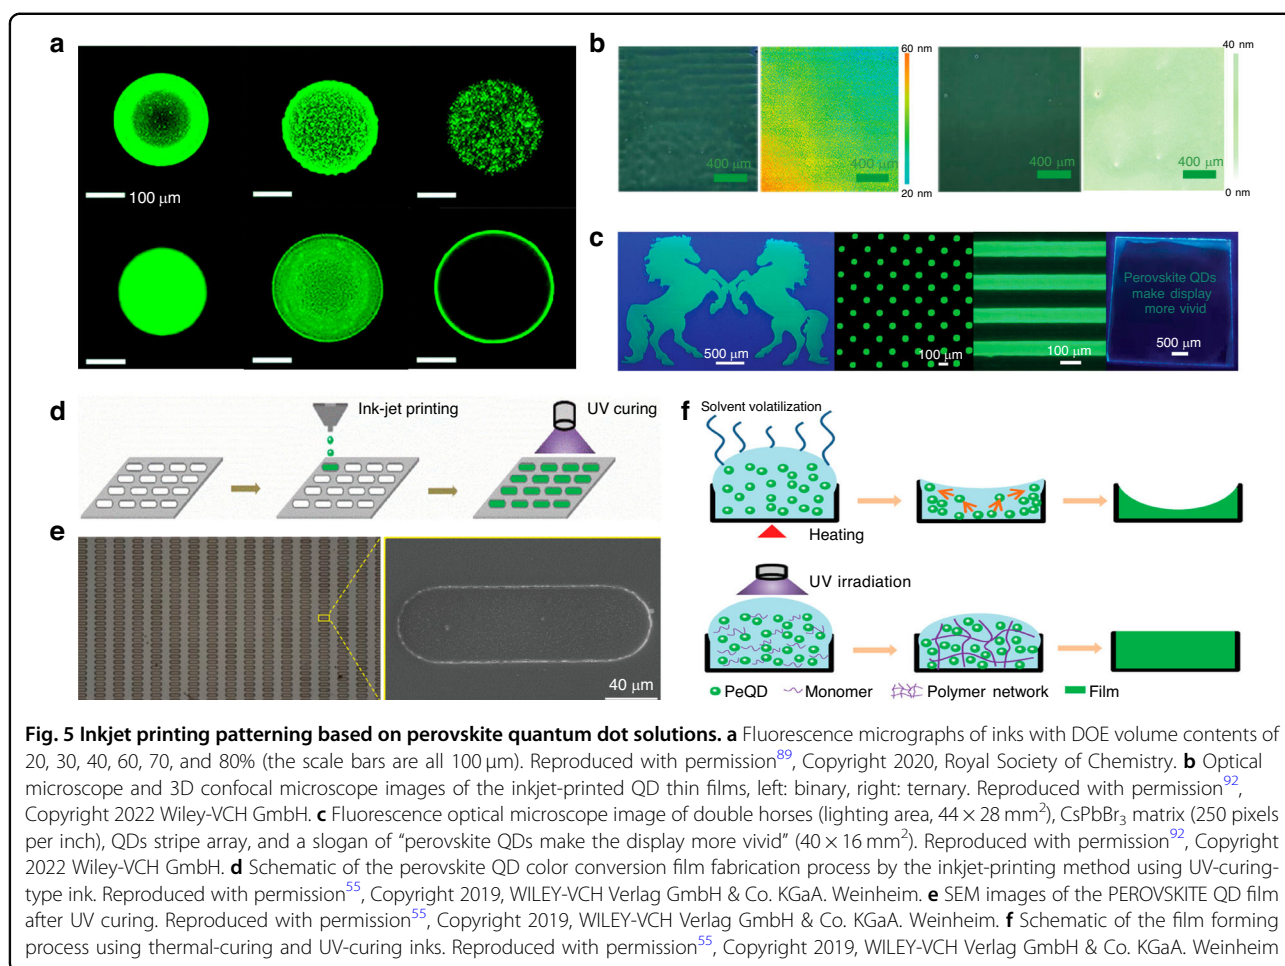 a
100 μm
b
60 nm
20 nm
40 nm
0 nm
400 μm
400 μm
400 μm
400 μm
c
500 μm
100 μm
100 μm
Perovskite QDs
make display
more vivid
500 μm
d
Ink-jet printing
UV curing
e
40 μm
f
Solvent volatilization
Heating
UV irradiation
PeQD
Monomer
Polymer network
Film
Fig. 5 Inkjet printing patterning based on perovskite quantum dot solutions. a Fluorescence micrographs of inks with DOE volume contents of
20, 30, 40, 60, 70, and 80% (the scale bars are all 100 μm). Reproduced with permission89, Copyright 2020, Royal Society of Chemistry. b Optical
microscope and 3D confocal microscope images of the inkjet-printed QD thin films, left: binary, right: ternary. Reproduced with permission92,
Copyright 2022 Wiley-VCH GmbH. c Fluorescence optical microscope image of double horses (lighting area, 44 × 28 mm2), CsPbBr3 matrix (250 pixels
per inch), QDs stripe array, and a slogan of “perovskite QDs make the display more vivid” (40 × 16 mm2). Reproduced with permission92, Copyright
2022 Wiley-VCH GmbH. d Schematic of the perovskite QD color conversion film fabrication process by the inkjet-printing method using UV-curing-
type ink. Reproduced with permission55, Copyright 2019, WILEY-VCH Verlag GmbH & Co. KGaA. Weinheim. e SEM images of the PEROVSKITE QD film
after UV curing. Reproduced with permission55, Copyright 2019, WILEY-VCH Verlag GmbH & Co. KGaA. Weinheim. f Schematic of the film forming
process using thermal-curing and UV-curing inks. Reproduced with permission55, Copyright 2019, WILEY-VCH Verlag GmbH & Co. KGaA. Weinheim